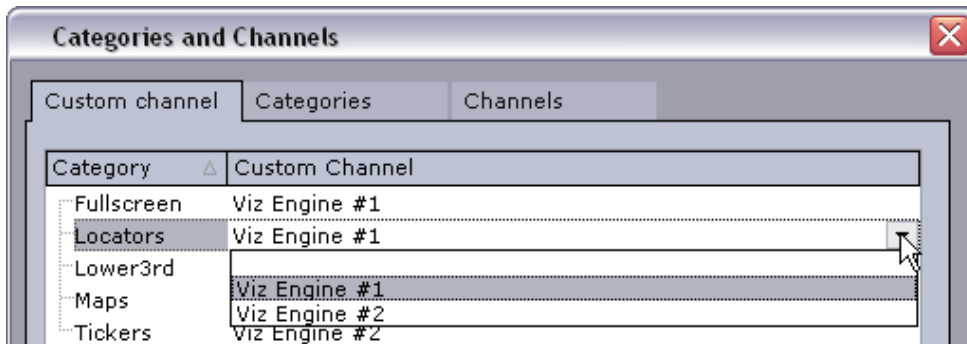 Categories and Channels
Custom channel Categories Channels
Category Custom Channel
Fullscreen Viz Engine #1
Locators Viz Engine #1
Lower3rd
Viz Engine #1
Maps
Viz Engine #2
Tickers Viz Engine #2